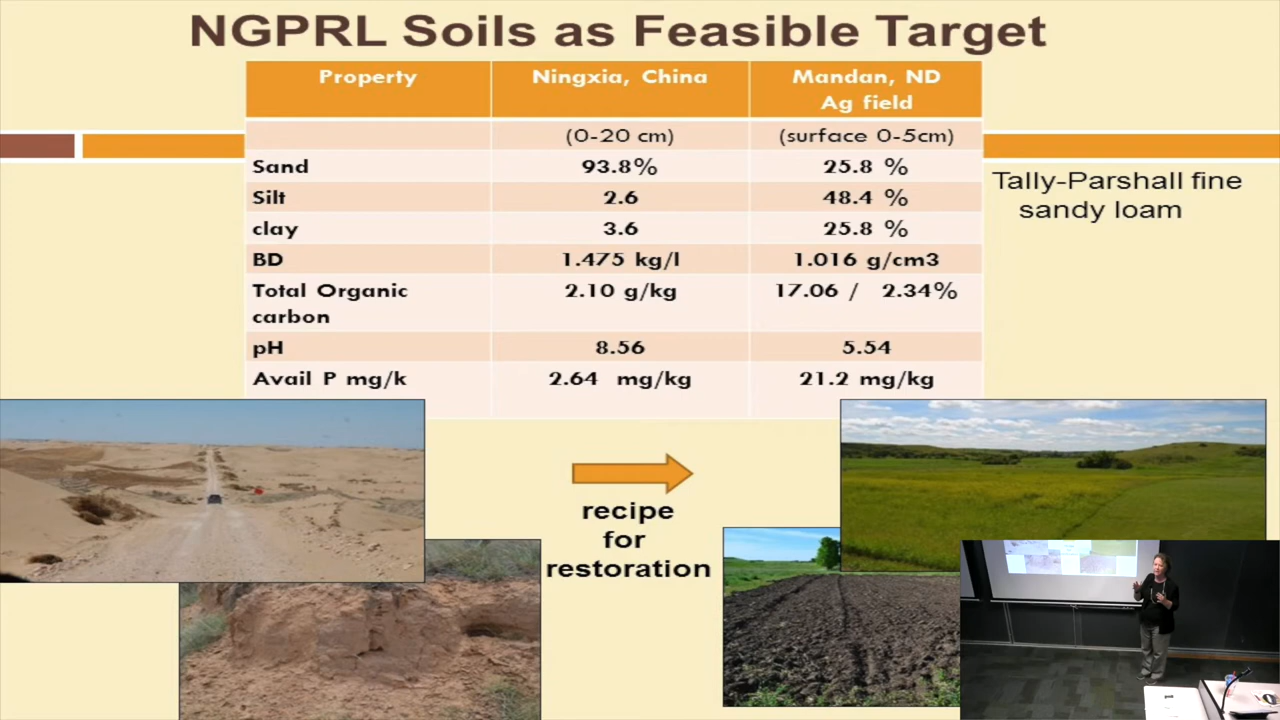 NGPRL Soils as Feasible Target
Property Ningxia, China Mandan, ND
Ag field
(0-20 cm) (surface 0-5cm)
Sand 93.8% 25.8 %
Silt 2.6 48.4 %
clay 3.6 25.8 %
BD 1.475 kg/l 1.016 g/cm3
Total Organic 2.10 g/kg 17.06 / 2.34%
carbon
pH 8.56 5.54
Avail P mg/k 2.64 mg/kg 21.2 mg/kg
Tally-Parshall fine
sandy loam
recipe
for
restoration